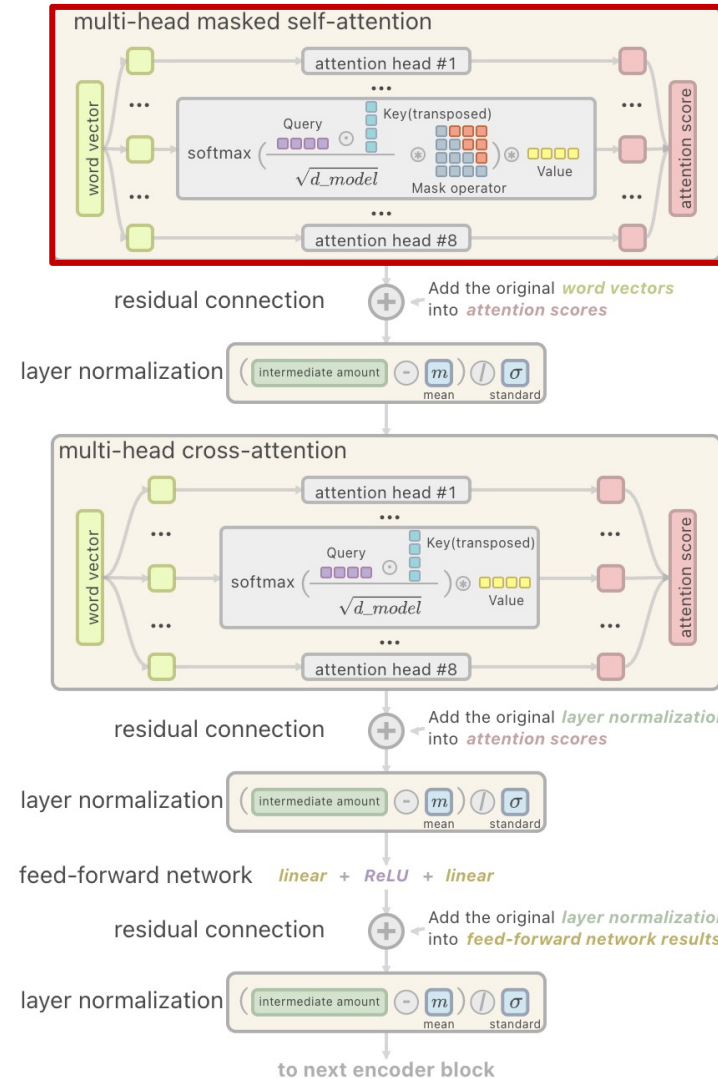 multi-head masked self-attention
attention head #1
...
...
word vector
Query
Key(transposed)
softmax (
√d_model
Mask operator
)
Value
attention score
...
...
...
...
attention head #8
residual connection
+
Add the original word vectors
into attention scores
layer normalization
( intermediate amount - m ) / σ
mean
standard
multi-head cross-attention
attention head #1
...
...
word vector
Query
Key(transposed)
softmax (
√d_model
)
Value
attention score
...
...
...
...
attention head #8
residual connection
+
Add the original layer normalization
into attention scores
layer normalization
( intermediate amount - m ) / σ
mean
standard
feed-forward network linear + ReLU + linear
residual connection
+
Add the original layer normalization
into feed-forward network results
layer normalization
( intermediate amount - m ) / σ
mean
standard
to next encoder block